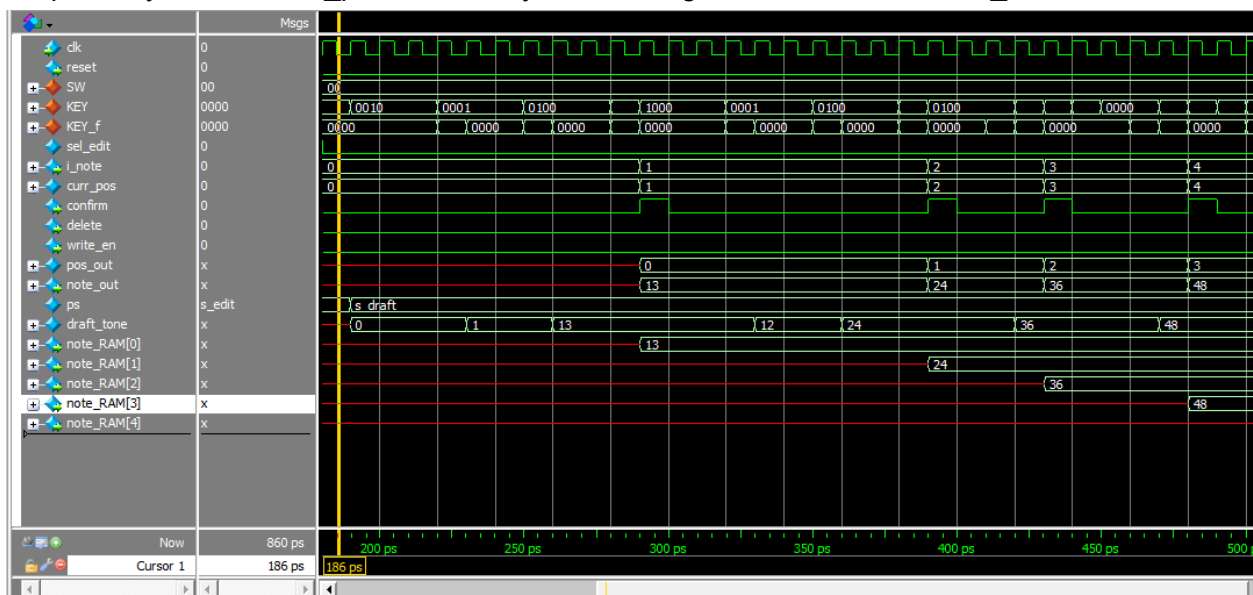 Msgs
clk 0
reset 0
SW 00 00
KEY 0000 0010 0001 0100 1000 0001 0100 0100 0000
KEY_f 0000 0000 0000 0000 0000 0000 0000 0000 0000 0000
sel_edit 0
i_note 0 0 1 2 3 4
curr_pos 0 0 1 2 3 4
confirm 0
delete 0
write_en 0
pos_out x 0 1 2 3
note_out x 13 24 36 48
ps s_edit s_draft
draft_tone x 0 1 13 12 24 36 48
note_RAM[0] x 13
note_RAM[1] x 24
note_RAM[2] x 36
note_RAM[3] x 48
note_RAM[4] x
Now 860 ps 200 ps 250 ps 300 ps 350 ps 400 ps 450 ps 500
Cursor 1 186 ps 186 ps